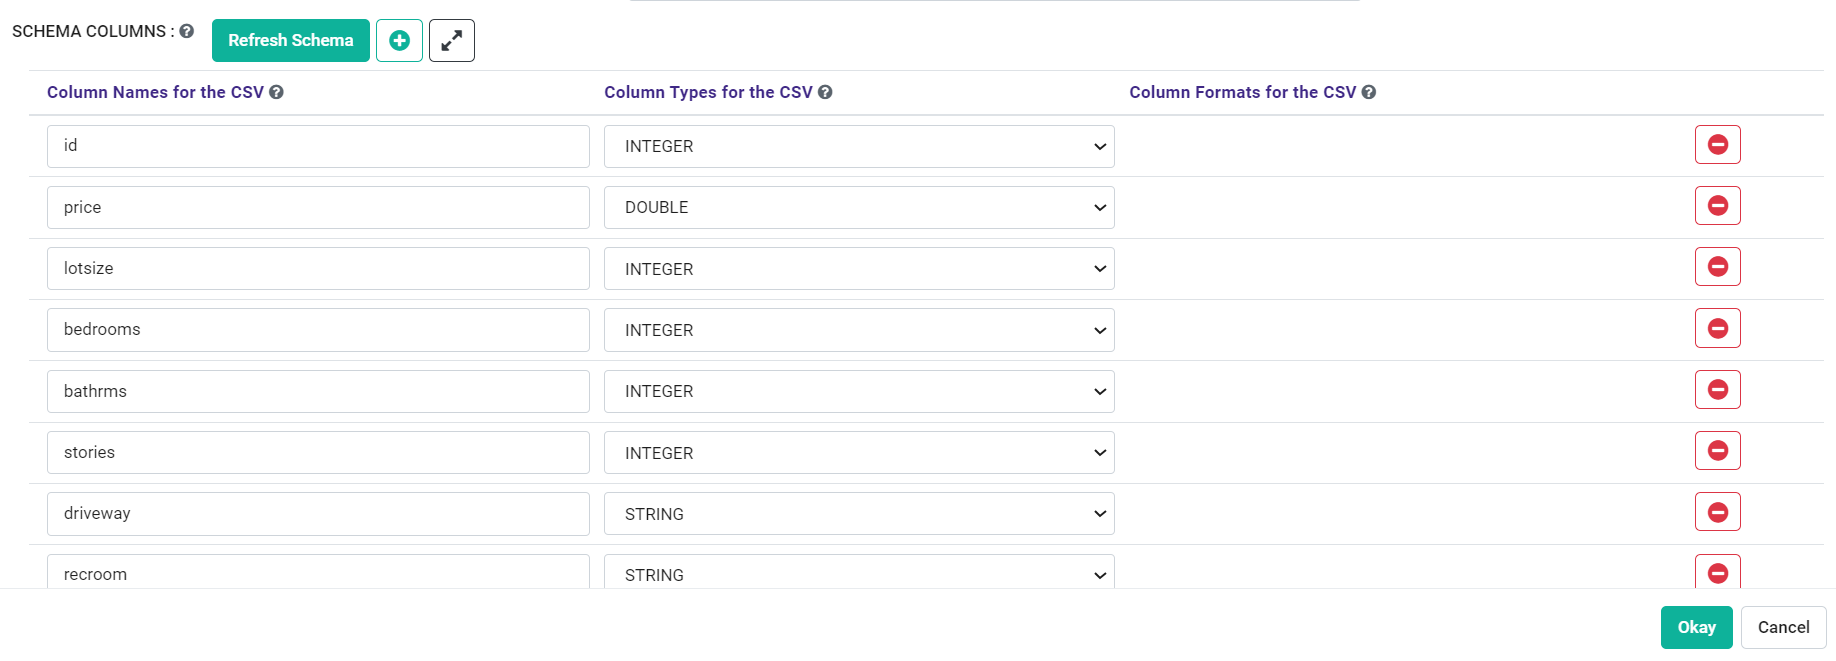 SCHEMA COLUMNS : Refresh Schema
Column Names for the CSV Column Types for the CSV Column Formats for the CSV
id INTEGER
price DOUBLE
lotsize INTEGER
bedrooms INTEGER
bathrms INTEGER
stories INTEGER
driveway STRING
recroom STRING
Okay Cancel